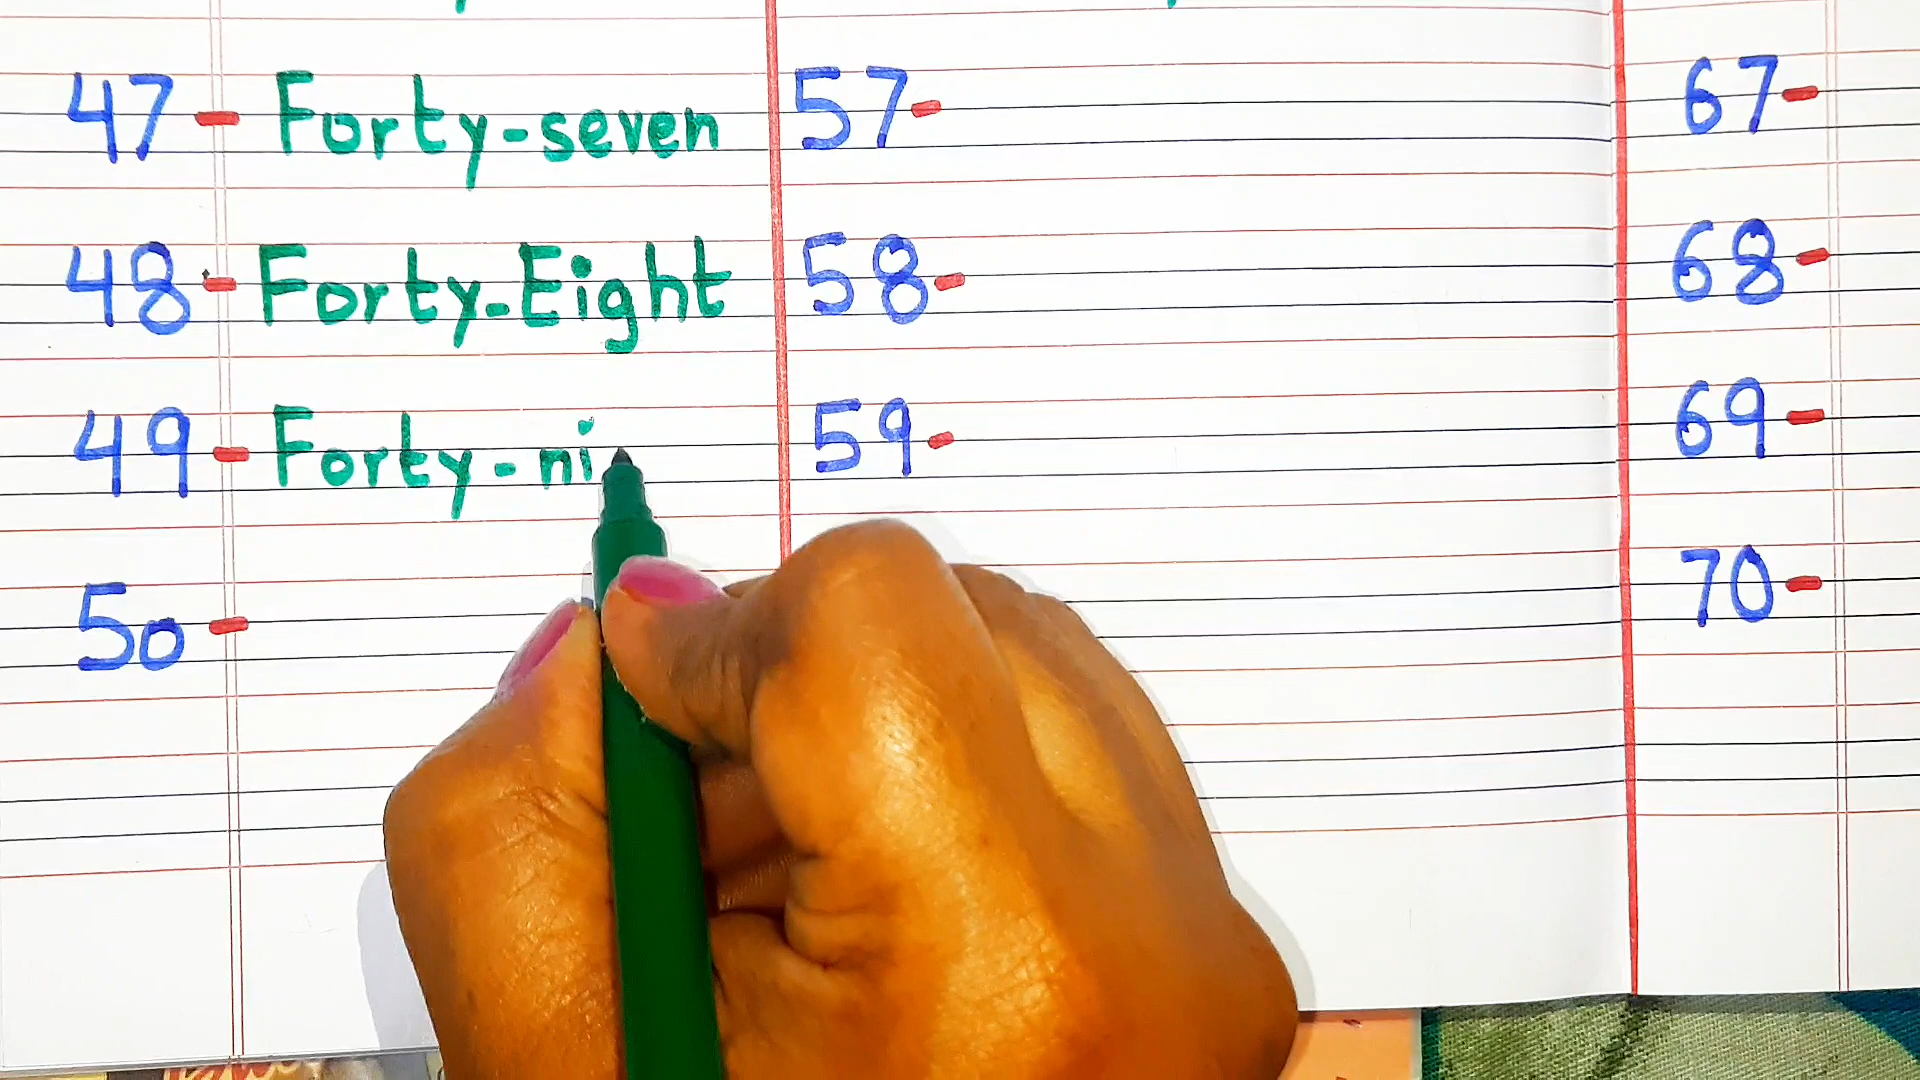 47 - Forty-seven 57 - 67 -
48 - Forty-Eight 58 - 68 -
49 - Forty-ni 59 - 69 -
50 - 70 -